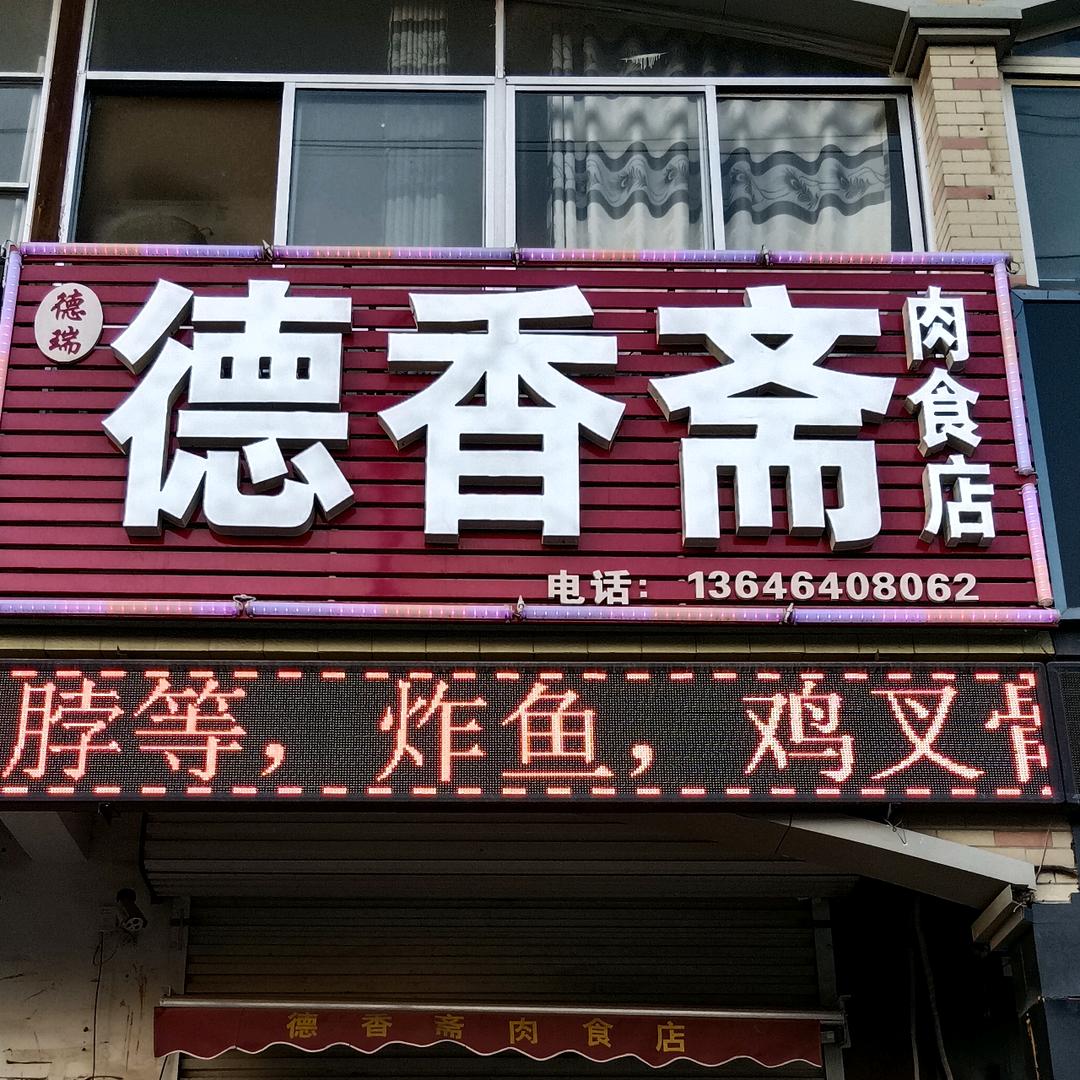 德瑞
德香斋
肉食店
电话：13646408062
脖等，炸鱼，鸡叉
德香斋肉食店